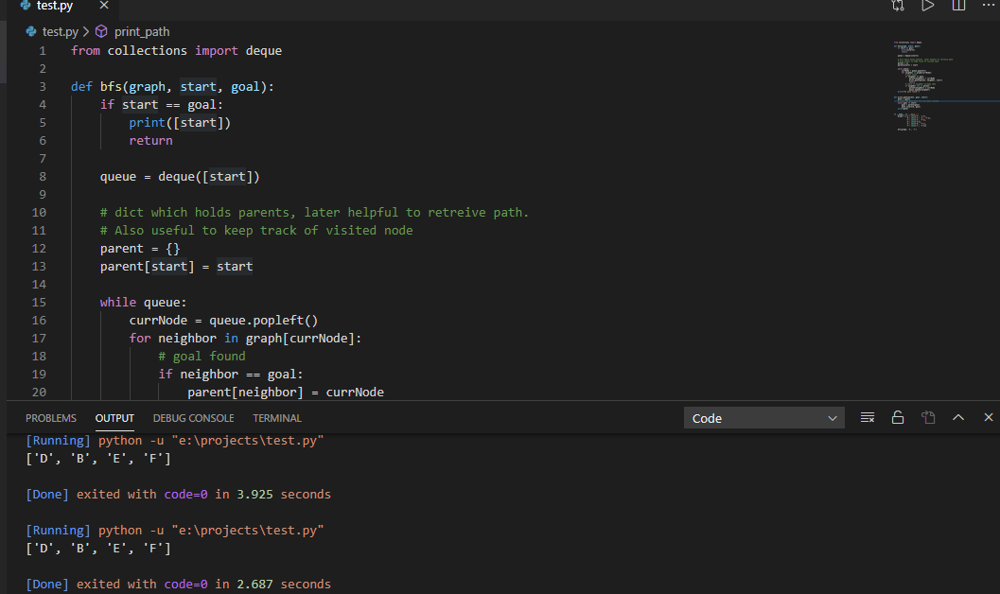 test.py
test.py > print_path
1 from collections import deque
2
3 def bfs(graph, start, goal):
4 if start == goal:
5 print([start])
6 return
7
8 queue = deque([start])
9
10 # dict which holds parents, later helpful to retreive path.
11 # Also useful to keep track of visited node
12 parent = {}
13 parent[start] = start
14
15 while queue:
16 currNode = queue.popleft()
17 for neighbor in graph[currNode]:
18 # goal found
19 if neighbor == goal:
20 parent[neighbor] = currNode
PROBLEMS OUTPUT DEBUG CONSOLE TERMINAL Code
[Running] python -u "e:\projects\test.py"
['D', 'B', 'E', 'F']
[Done] exited with code=0 in 3.925 seconds
[Running] python -u "e:\projects\test.py"
['D', 'B', 'E', 'F']
[Done] exited with code=0 in 2.687 seconds